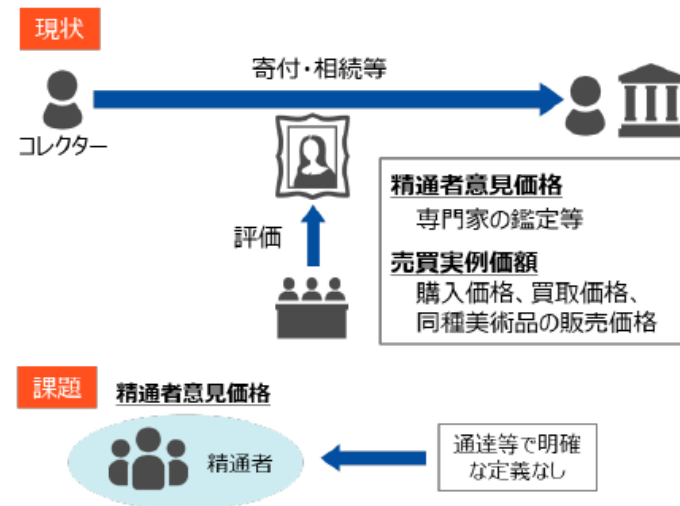 現状
寄付・相続等
コレクター
評価
精通者意見価格
専門家の鑑定等
売買実例価額
購入価格、買取価格、
同種美術品の販売価格
課題
精通者意見価格
精通者
通達等で明確
な定義なし